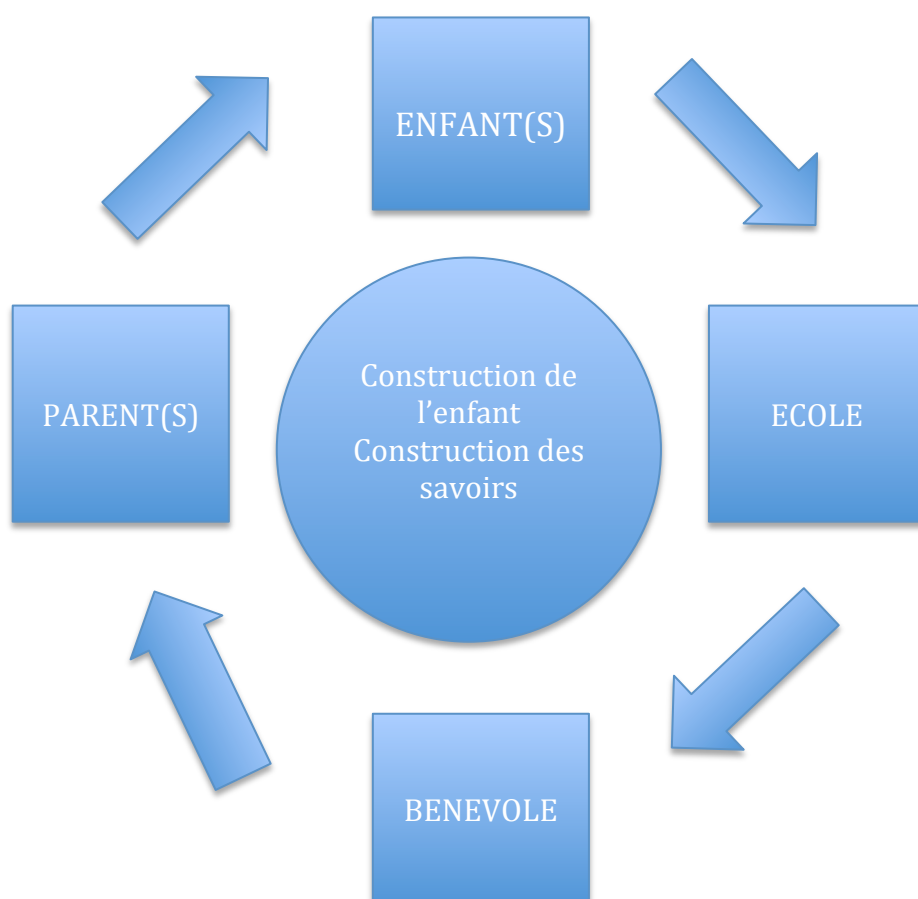 ENFANT(S)
PARENT(S)
Construction de
l’enfant
Construction des
savoirs
ECOLE
BENEVOLE